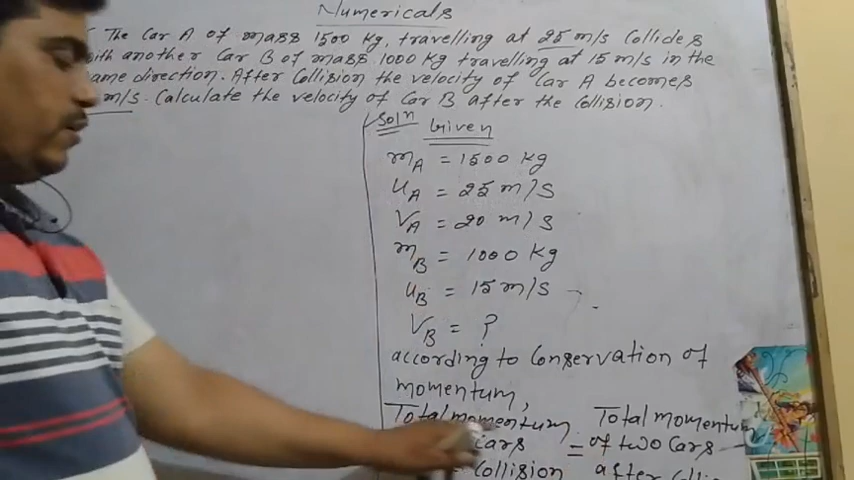 Numericals
The Car A of mass 1500 Kg, travelling at 25 m/s Collides
with another Car B of mass 1000 Kg travelling at 15 m/s in the
ame direction. After Collision the velocity of Car A becomes
m/s. Calculate the velocity of Car B after the Collision.
Soln Given
mA = 1500 Kg
uA = 25 m/s
VA = 20 m/s
mB = 1000 Kg
uB = 15 m/s
VB = ?
according to Conservation of
momentum,
Total momentum Total momentum
Cars = of two Cars
Collision after